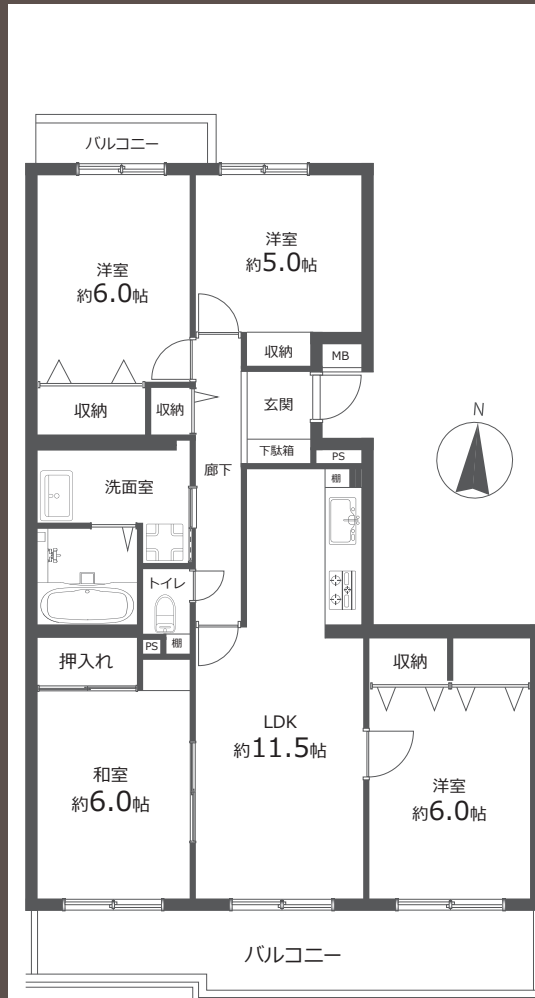 バルコニー
洋室
約6.0帖
洋室
約5.0帖
収納
MB
収納
収納
玄関
下駄箱
PS
N
廊下
棚
洗面室
トイレ
PS
棚
押入れ
収納
LDK
約11.5帖
和室
約6.0帖
洋室
約6.0帖
バルコニー